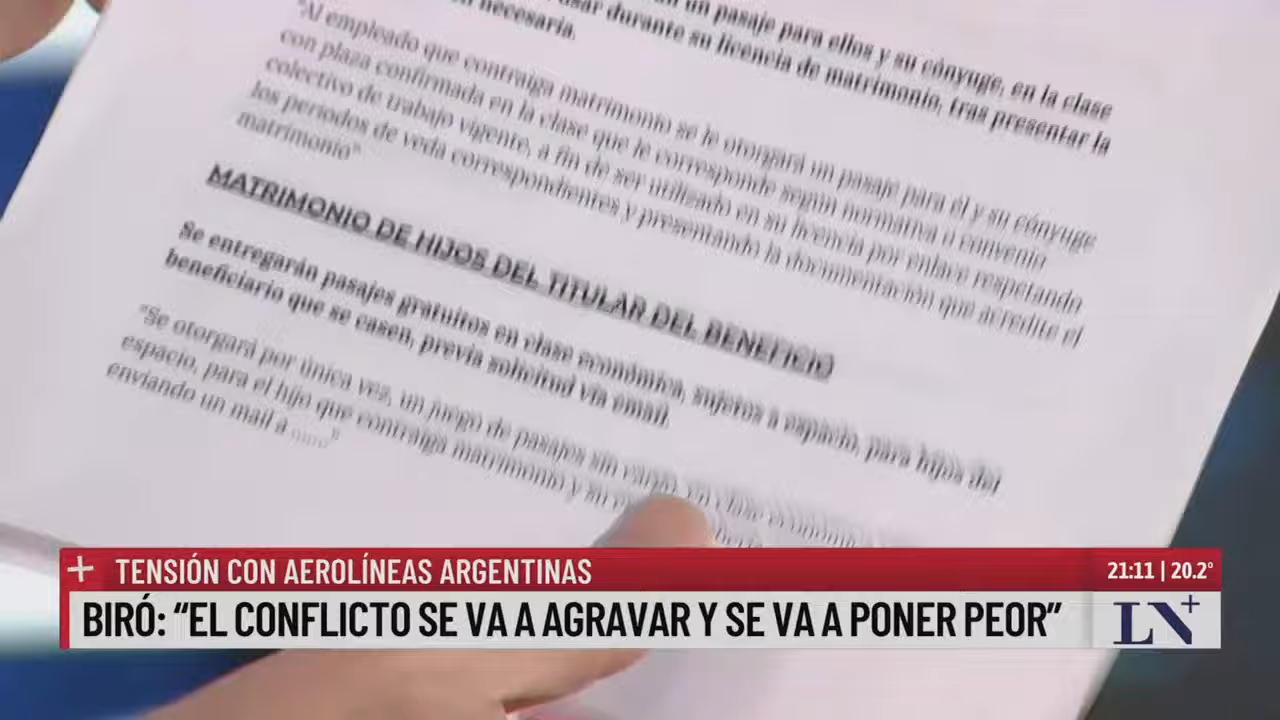 un pasaje para ellos y su cónyuge, en la clase
usar durante su licencia de matrimonio, tras presentar la
necesaria.
"Al empleado que contraiga matrimonio se le otorgará un pasaje para él y su cónyuge
con plaza confirmada en la clase que le corresponde según normativa o convenio
colectivo de trabajo vigente, a fin de ser utilizado en su licencia por enlace respetando
los periodos de veda correspondientes y presentando la documentación que acredite el
matrimonio"
MATRIMONIO DE HIJOS DEL TITULAR DEL BENEFICIO
Se entregarán pasajes gratuitos en clase económica, sujetos a espacio, para hijos del
beneficiario que se casen, previa solicitud vía email.
"Se otorgará por única vez, un juego de pasajes sin cargo, en clase
espacio, para el hijo que contraiga matrimonio y su
enviando un mail a ......"
TENSIÓN CON AEROLÍNEAS ARGENTINAS
21:11 | 20.2°
BIRÓ: “EL CONFLICTO SE VA A AGRAVAR Y SE VA A PONER PEOR”
LN+